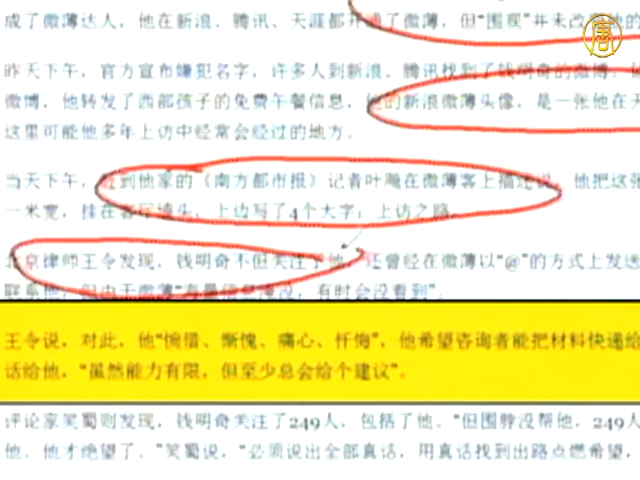 成了微薄达人，他在新浪、腾讯、天涯都开通了微薄，但“围观”并未改变他的
昨天下午，官方宣布嫌犯名字，许多人到新浪、腾讯找到了钱明奇的微博，他
微博，他转发了西部孩子的免费午餐信息，他的新浪微薄头像，是一张他在天
这里可能他多年上访中经常会经过的地方．
当天下午，赶到他家的（南方都市报）记者叶飚在微薄客上描述说，他把这张
一米宽，挂在客厅墙头，上边写了4个大字：上访之路．
北京律师王令发现，钱明奇不但关注了他，还曾经在微薄以“@”的方式上发送
联系他，但由于微薄“海量信息淹没，有时会没看到”．
王令说，对此，他“惋惜、惭愧、痛心、忏悔”，他希望咨询者能把材料快通给
话给他，“虽然能力有限，但至少总会给个建议”．
评论家笑蜀则发现，钱明奇关注了249人，包括了他．“但围脖没帮他，249人
他，他才绝望了．”笑蜀说，“必须说出全部真话，用真话找到出路点燃希望，
唐